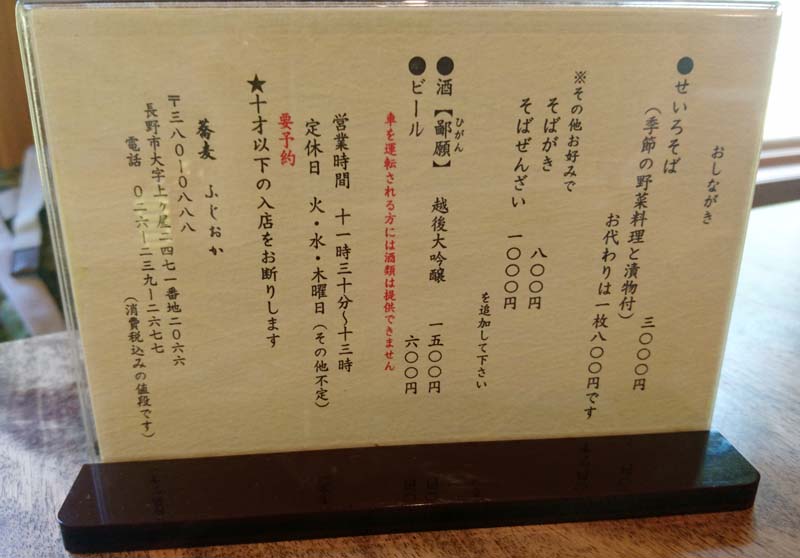 おしながき
●せいろそば 三〇〇〇円
（季節の野菜料理と漬物付）
お代わりは一枚八〇〇円です
※その他お好みで
そばがき 八〇〇円
そばぜんざい 一〇〇〇円
を追加して下さい
●酒【鄙願】 越後大吟醸 一五〇〇円
ひがん
●ビール 六〇〇円
車を運転される方には酒類は提供できません
営業時間 十一時三十分～十三時
定休日 火・水・木曜日（その他不定）
要予約
★十才以下の入店をお断りします
蕎麦 ふじおか
〒三八〇ー〇八八八
長野市大字上ヶ屋二四七一番地二〇六六
電話 〇二六ー二三九ー二六七七
（消費税込みの値段です）